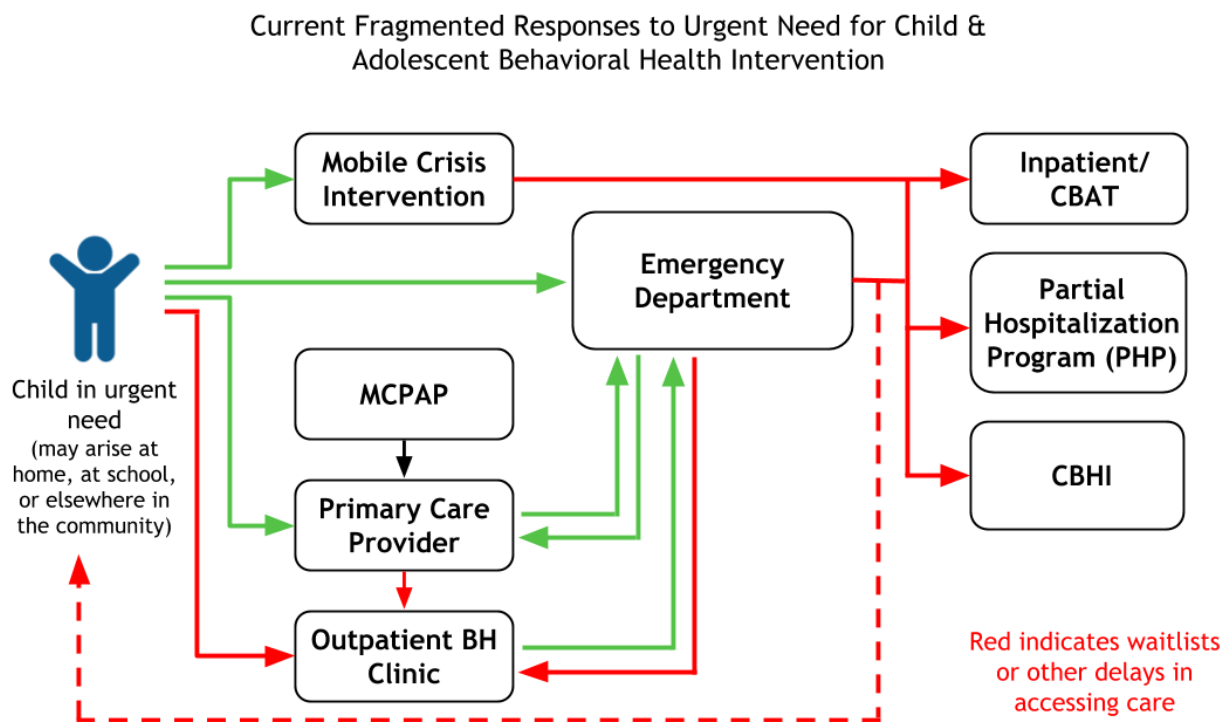 Current Fragmented Responses to Urgent Need for Child &
Adolescent Behavioral Health Intervention
Mobile Crisis
Intervention
Inpatient/
CBAT
Emergency
Department
Partial
Hospitalization
Program (PHP)
Child in urgent
need
(may arise at
home, at school,
or elsewhere in
the community)
MCPAP
Primary Care
Provider
CBHI
Outpatient BH
Clinic
Red indicates waitlists
or other delays in
accessing care